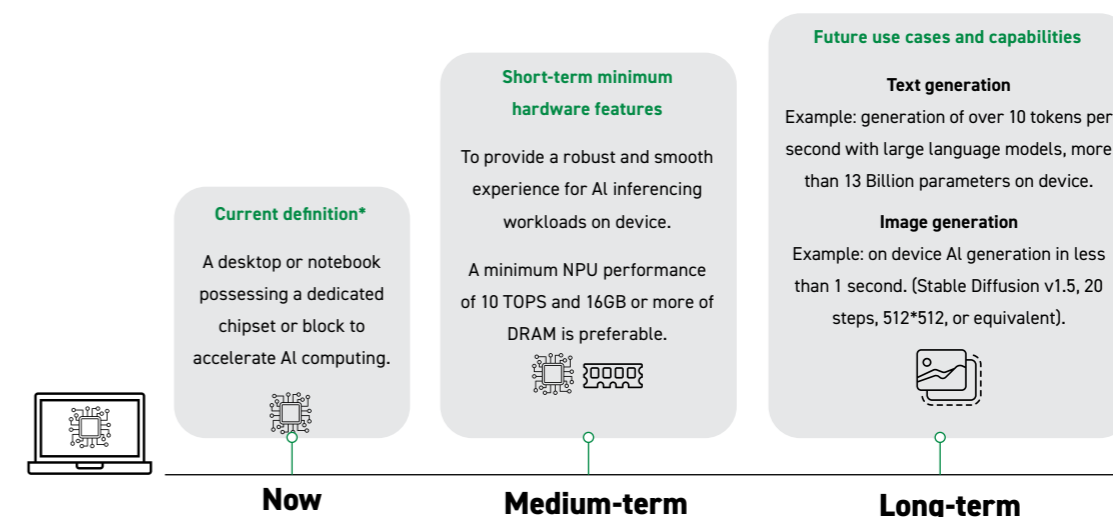 Current definition*
A desktop or notebook
possessing a dedicated
chipset or block to
accelerate AI computing.
Now
Short-term minimum
hardware features
To provide a robust and smooth
experience for AI inferencing
workloads on device.
A minimum NPU performance
of 10 TOPS and 16GB or more of
DRAM is preferable.
Medium-term
Future use cases and capabilities
Text generation
Example: generation of over 10 tokens per
second with large language models, more
than 13 Billion parameters on device.
Image generation
Example: on device AI generation in less
than 1 second. (Stable Diffusion v1.5, 20
steps, 512*512, or equivalent).
Long-term